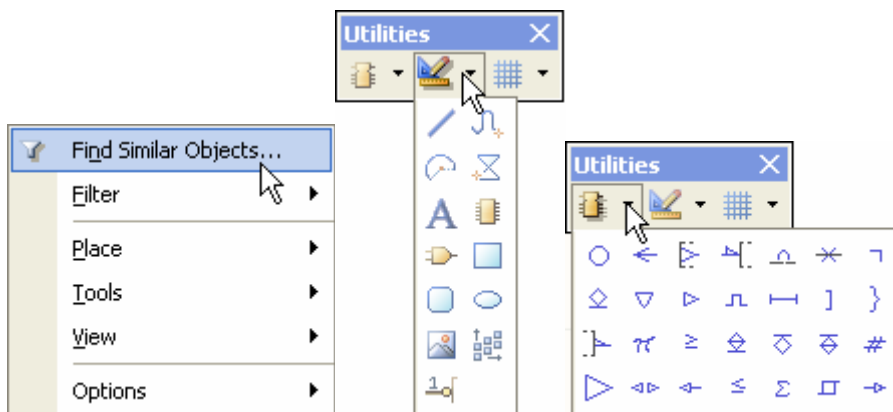 Utilities
Find Similar Objects...
Filter
Place
Tools
View
Options
Utilities